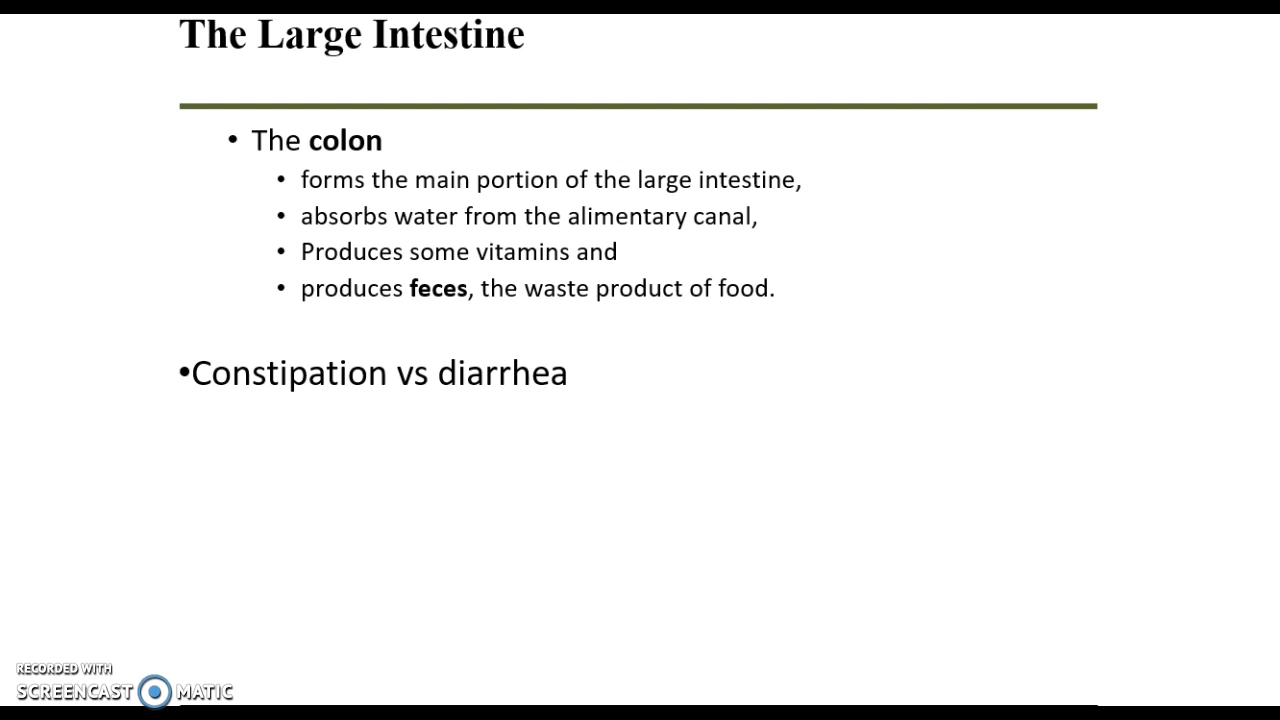 The Large Intestine
• The colon
• forms the main portion of the large intestine,
• absorbs water from the alimentary canal,
• Produces some vitamins and
• produces feces, the waste product of food.
•Constipation vs diarrhea
RECORDED WITH
SCREENCAST MATIC